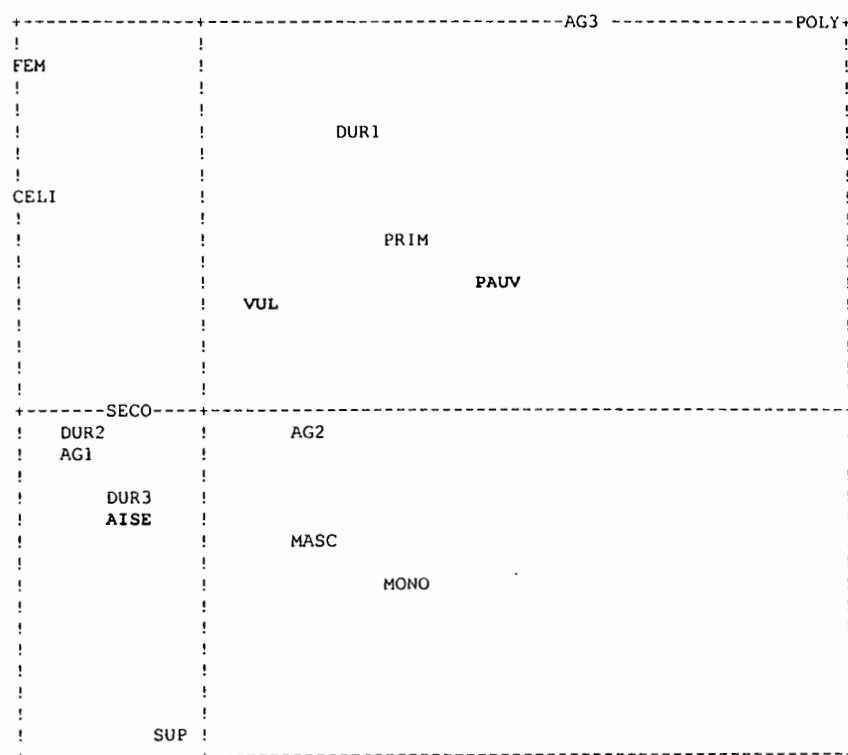 AG3 POLY
FEM
DUR1
CELI
PRIM
PAUV
VUL
SECO
DUR2 AG2
AG1
DUR3
AISE
MASC
MONO
SUP